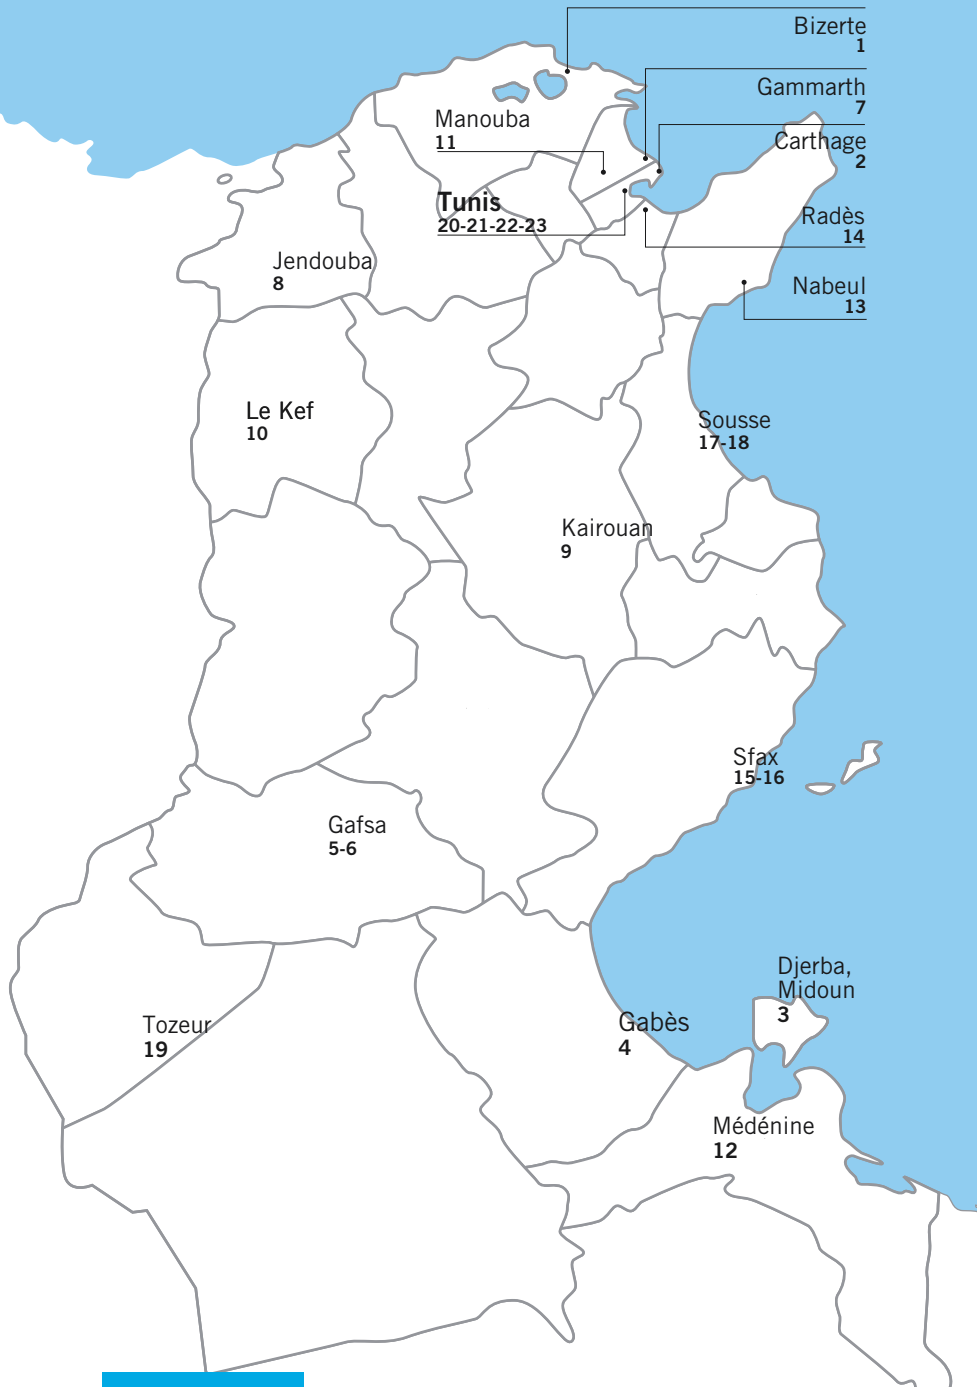 Bizerte
1
Gammarth
7
Manouba
11
Carthage
2
Tunis
20-21-22-23
Radès
14
Jendouba
8
Nabeul
13
Le Kef
10
Sousse
17-18
Kairouan
9
Sfax
15-16
Gafsa
5-6
Djerba,
Midoun
3
Tozeur
19
Gabès
4
Médénine
12